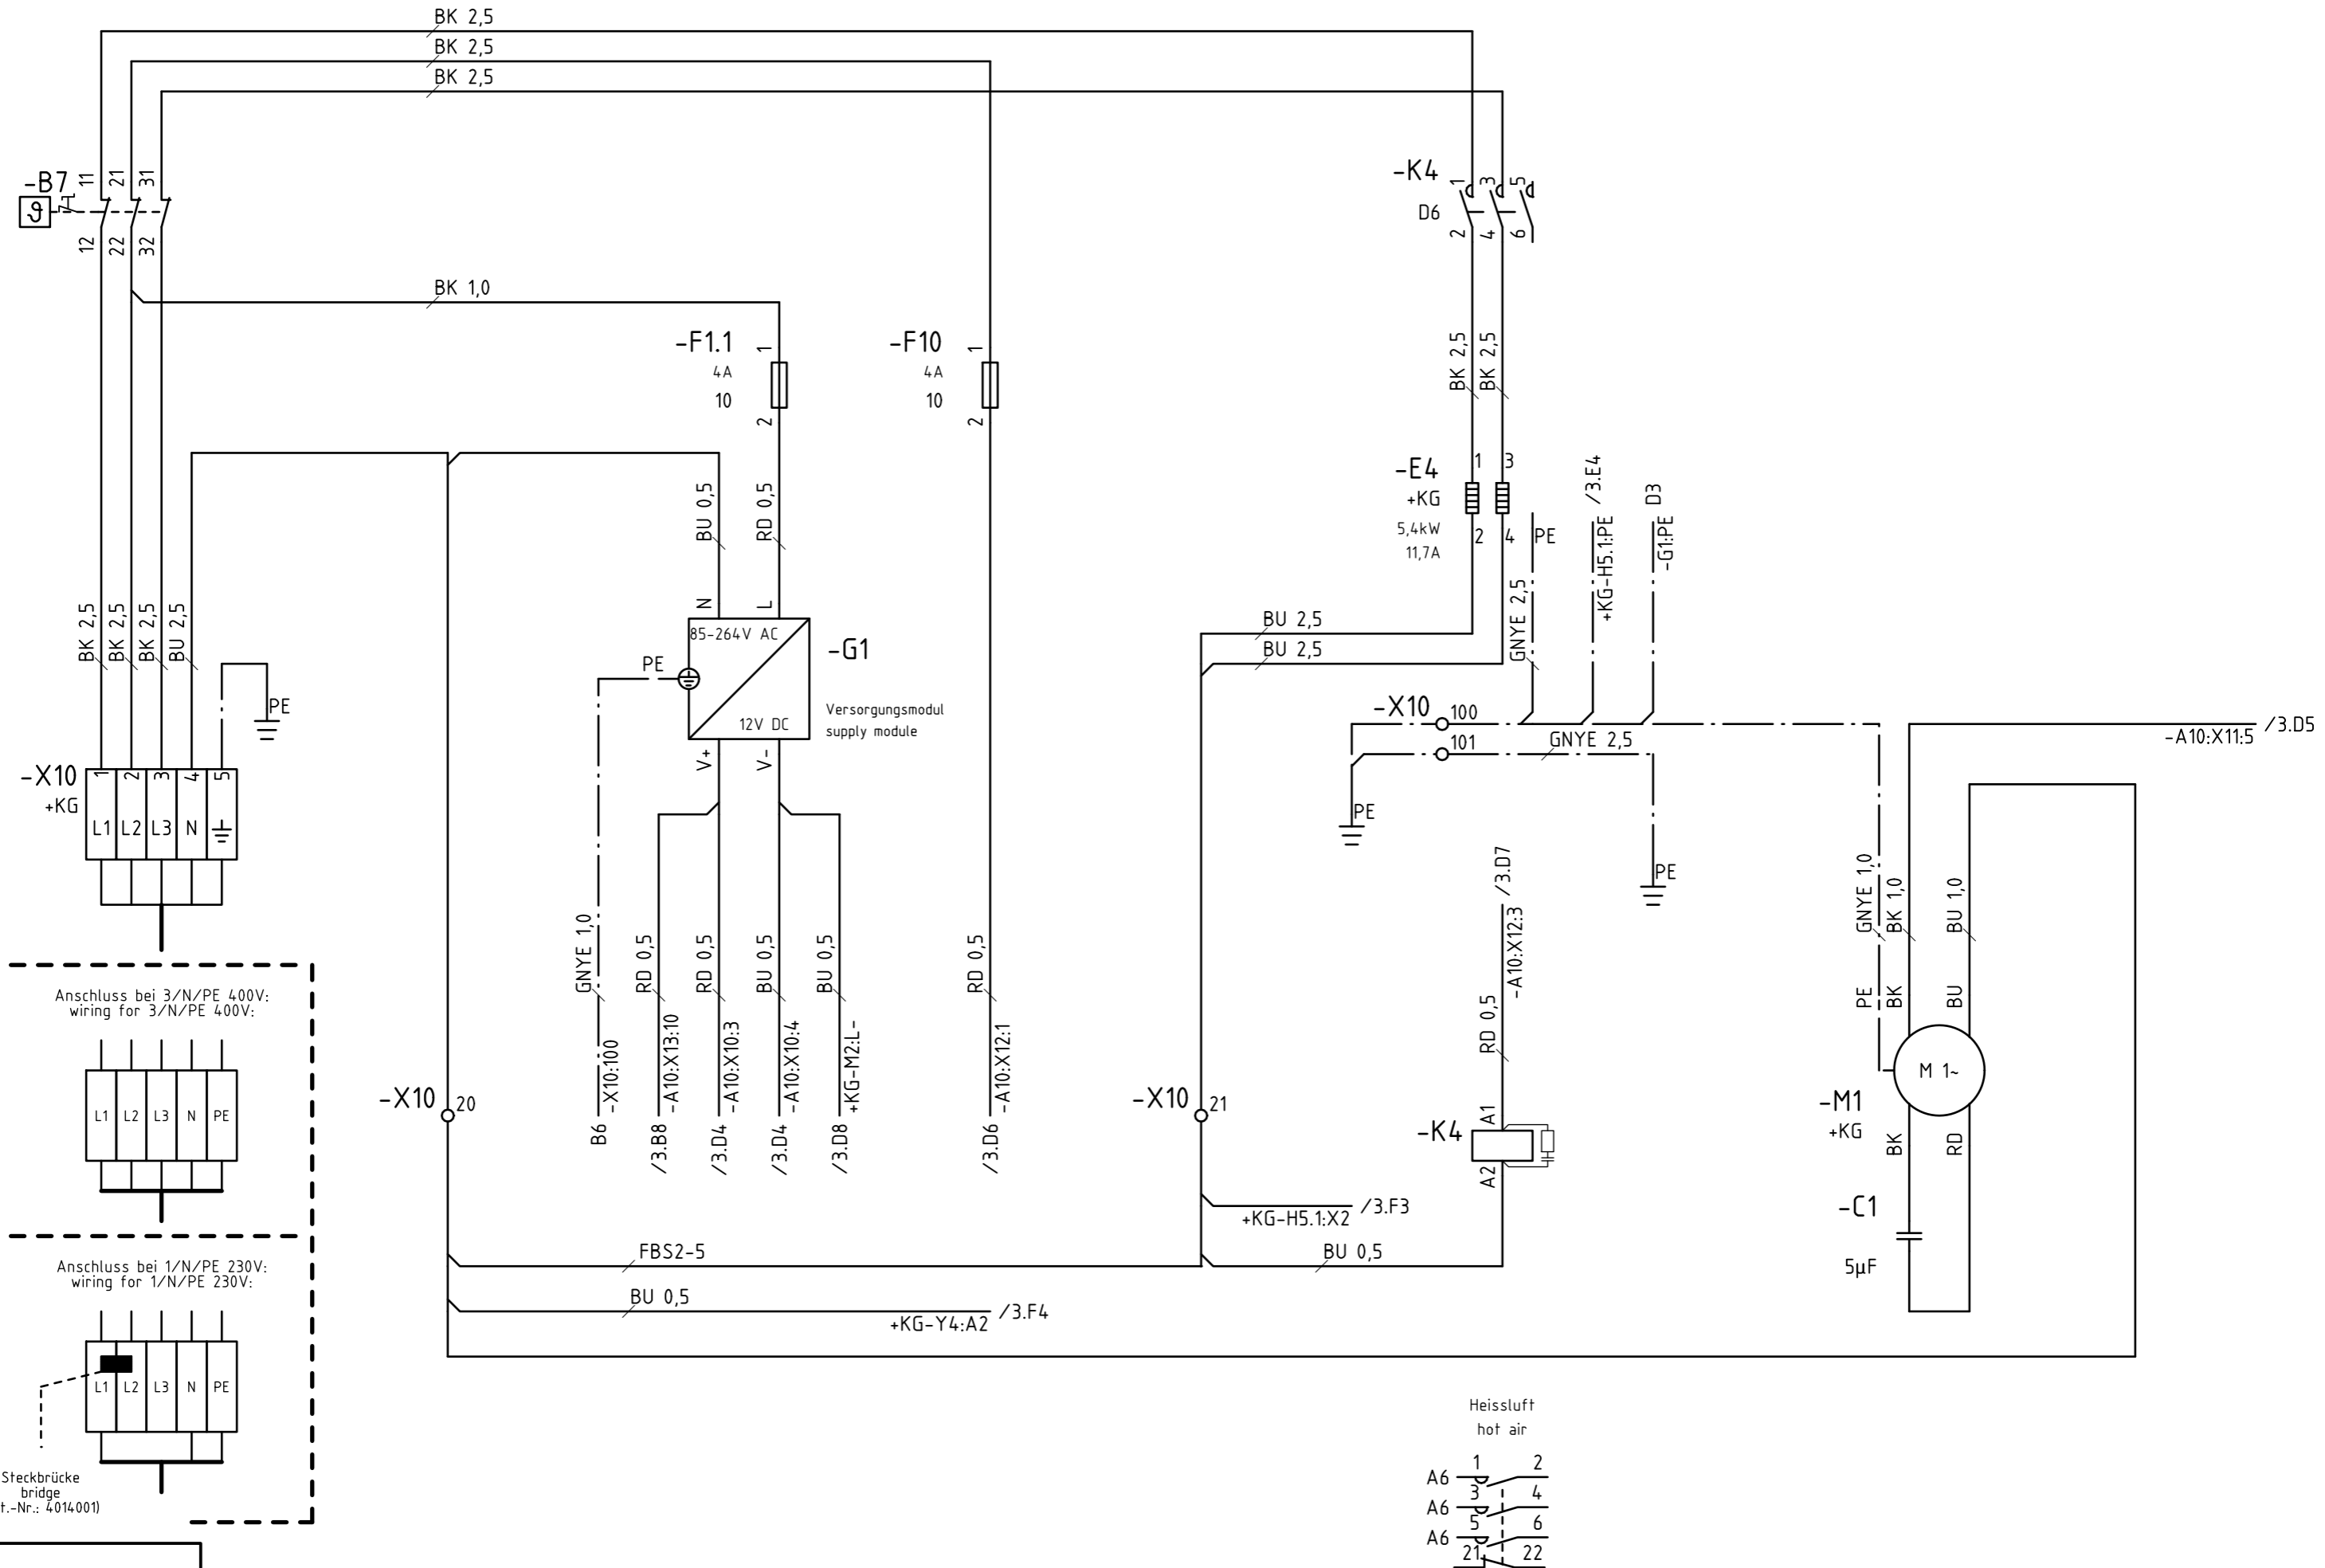 BK 2,5
BK 2,5
BK 2,5
-B7
11
21
31
ϑ
12
22
32
-K4
D6
1
3
5
2
4
6
BK 1,0
-F1.1
4A
10
1
2
-F10
4A
10
1
2
BK 2,5
BK 2,5
BU 0,5
RD 0,5
-E4
+KG
5,4kW
11,7A
1
3
2
4
PE
GNYE 2,5
/3.E4
+KG-H5.1:PE
D3
-G1:PE
BK 2,5
BK 2,5
BK 2,5
BU 2,5
PE
N
L
85-264V AC
12V DC
-G1
Versorgungsmodul
supply module
PE
V+
V-
BU 2,5
BU 2,5
-X10
100
101
GNYE 2,5
PE
PE
-A10:X11:5
/3.D5
-X10
+KG
1
2
3
4
5
L1
L2
L3
N
GNYE 1,0
RD 0,5
RD 0,5
BU 0,5
BU 0,5
RD 0,5
-X10:100
-A10:X13:10
-A10:X10:3
-A10:X10:4
+KG-M2:L-
-A10:X12:1
B6
/3.B8
/3.D4
/3.D4
/3.D8
/3.D6
/3.D7
-A10:X12:3
RD 0,5
GNYE 1,0
BK 1,0
BU 1,0
PE
BK
BU
M 1~
-M1
+KG
BK
RD
-C1
5µF
Anschluss bei 3/N/PE 400V:
wiring for 3/N/PE 400V:
L1
L2
L3
N
PE
-X10
20
-X10
21
-K4
A1
A2
+KG-H5.1:X2
/3.F3
FBS2-5
BU 0,5
BU 0,5
+KG-Y4:A2
/3.F4
Anschluss bei 1/N/PE 230V:
wiring for 1/N/PE 230V:
L1
L2
L3
N
PE
Steckbrücke
bridge
t.-Nr.: 4014001)
Heissluft
hot air
A6 1 2
A6 3 4
A6 5 6
21 22